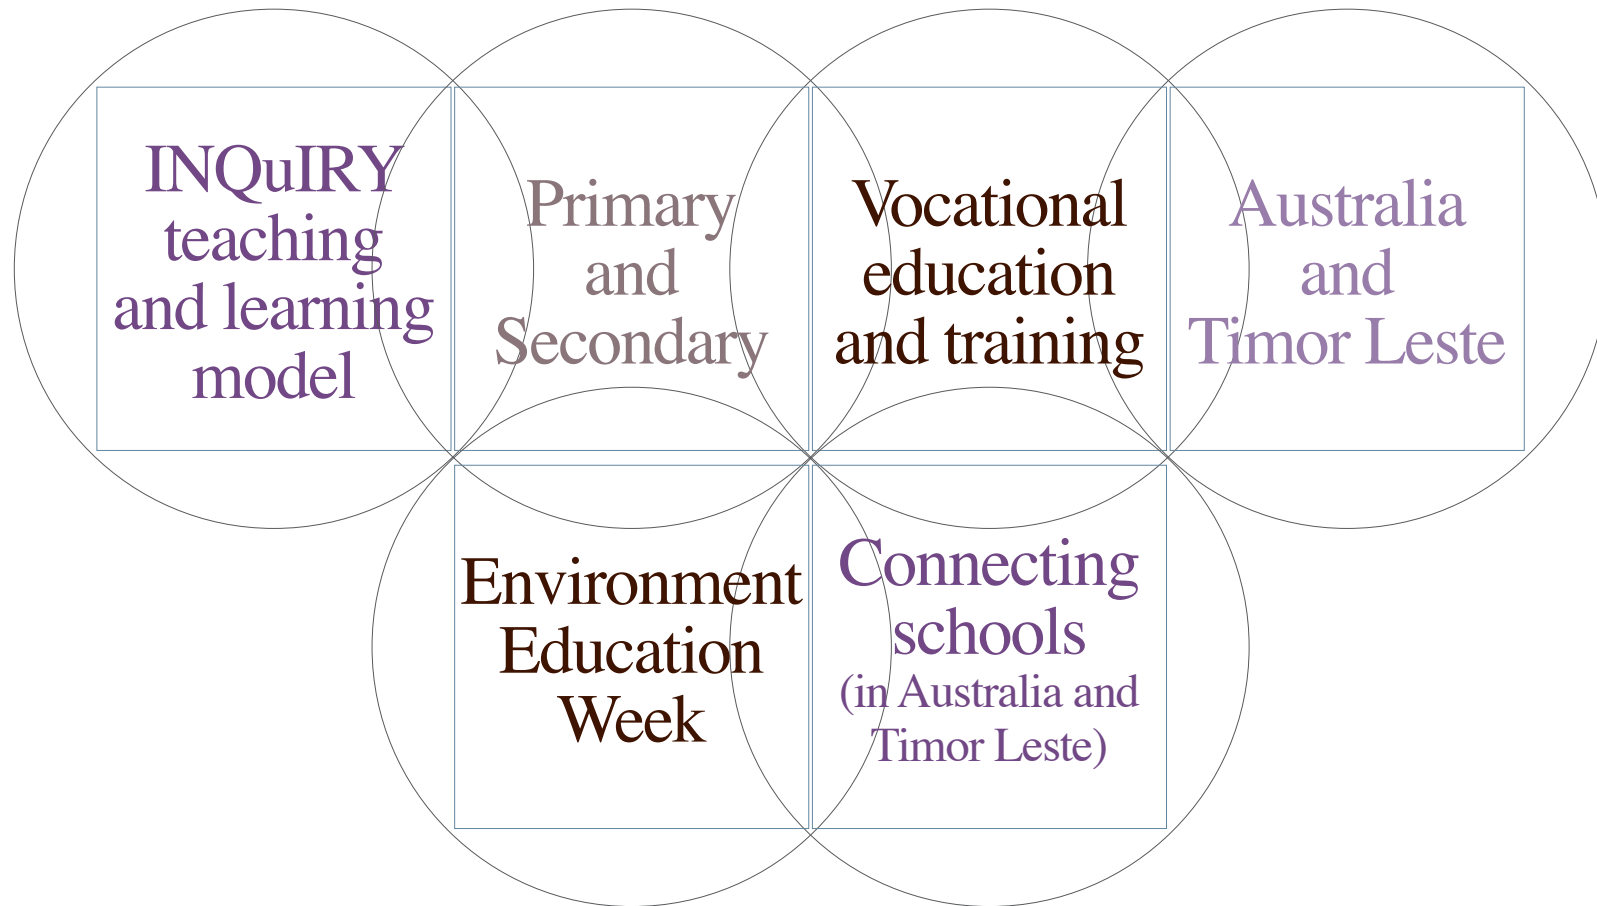 INQuIRY
teaching
and learning
model
Primary
and
Secondary
Vocational
education
and training
Australia
and
Timor Leste
Environment
Education
Week
Connecting
schools
(in Australia and
Timor Leste)